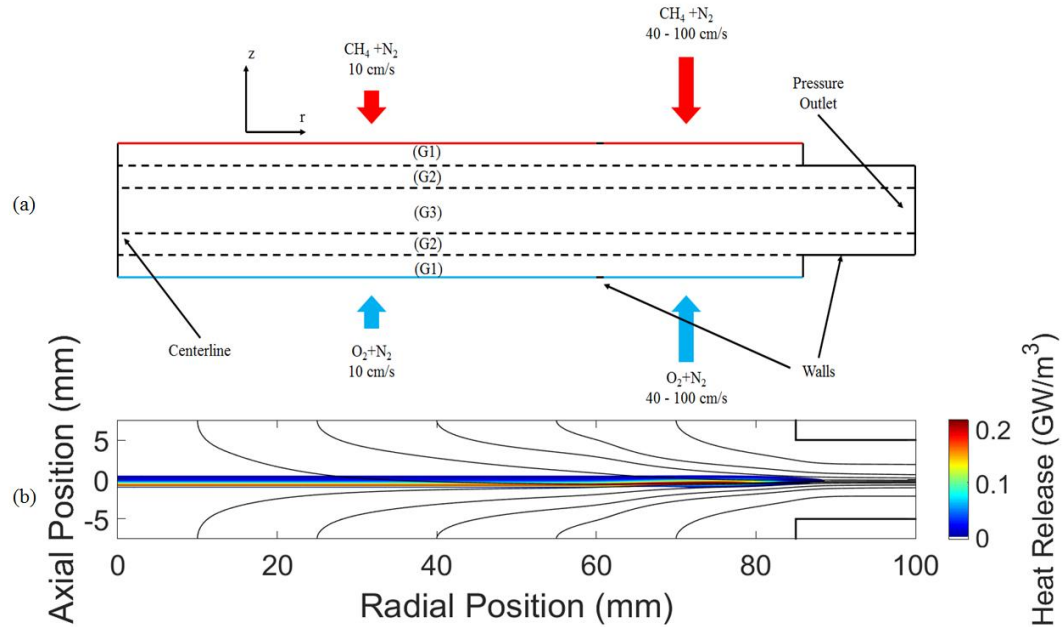 CH₄ +N₂
10 cm/s
CH₄ +N₂
40 - 100 cm/s
z
r
Pressure
Outlet
(a)
(G1)
(G2)
(G3)
(G2)
(G1)
Centerline
O₂+N₂
10 cm/s
O₂+N₂
40 - 100 cm/s
Walls
(b)
Axial Position (mm)
5
0
-5
0
20
40
60
80
100
Radial Position (mm)
0.2
0.1
0
Heat Release (GW/m³)